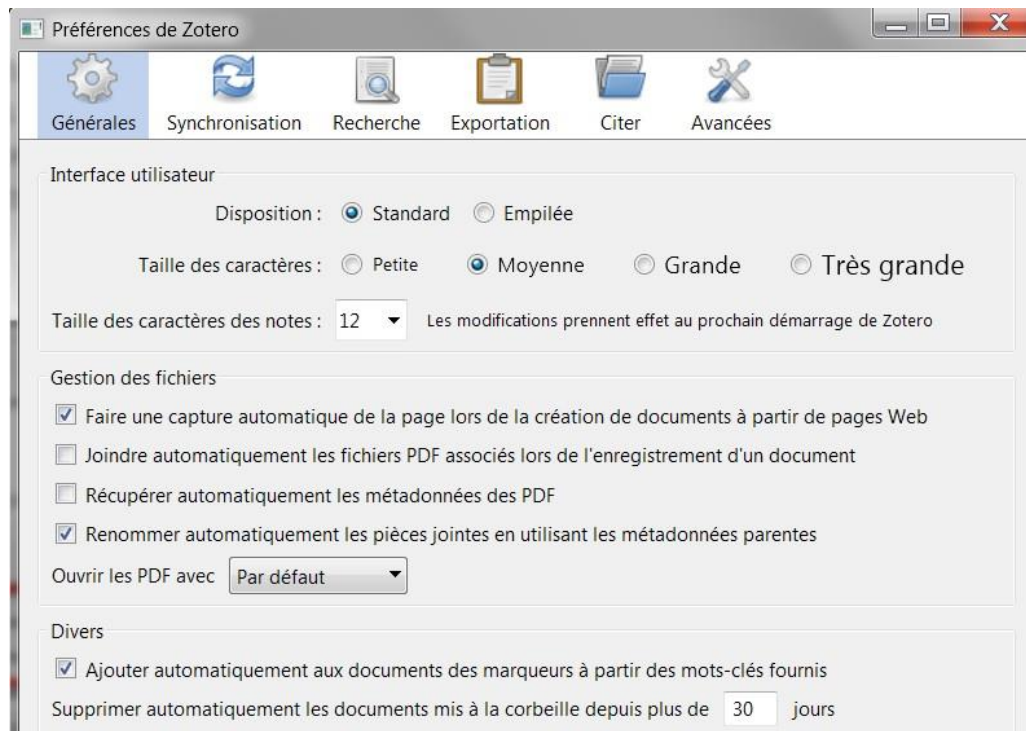 Préférences de Zotero
Générales Synchronisation Recherche Exportation Citer Avancées
Interface utilisateur
Disposition : Standard Empilée
Taille des caractères : Petite Moyenne Grande Très grande
Taille des caractères des notes : 12 Les modifications prennent effet au prochain démarrage de Zotero
Gestion des fichiers
Faire une capture automatique de la page lors de la création de documents à partir de pages Web
Joindre automatiquement les fichiers PDF associés lors de l'enregistrement d'un document
Récupérer automatiquement les métadonnées des PDF
Renommer automatiquement les pièces jointes en utilisant les métadonnées parentes
Ouvrir les PDF avec Par défaut
Divers
Ajouter automatiquement aux documents des marqueurs à partir des mots-clés fournis
Supprimer automatiquement les documents mis à la corbeille depuis plus de 30 jours